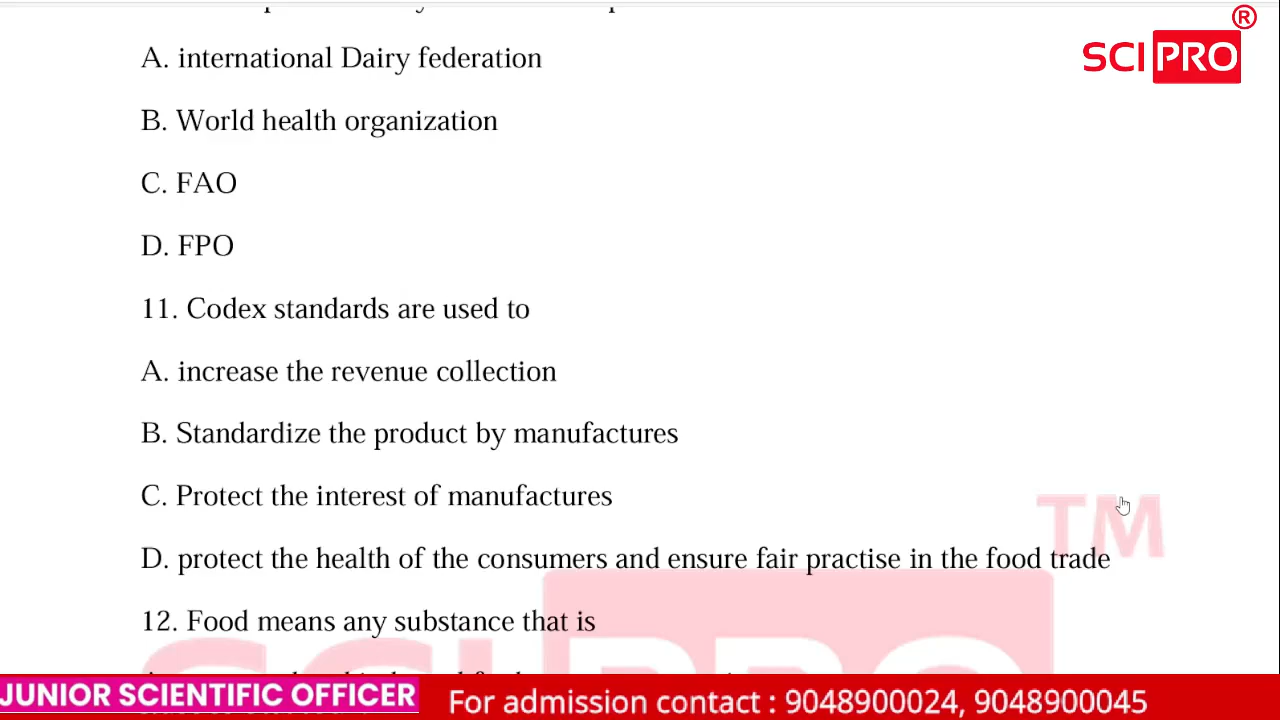 A. international Dairy federation
SCIPRO®
B. World health organization
C. FAO
D. FPO
11. Codex standards are used to
A. increase the revenue collection
B. Standardize the product by manufactures
C. Protect the interest of manufactures
TM
D. protect the health of the consumers and ensure fair practise in the food trade
12. Food means any substance that is
JUNIOR SCIENTIFIC OFFICER
For admission contact : 9048900024, 9048900045